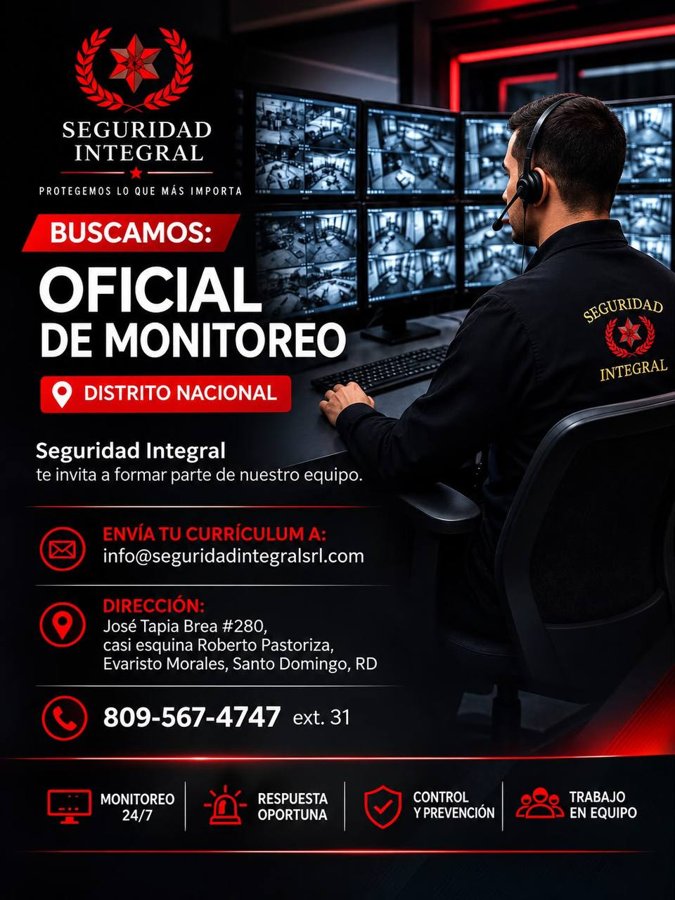 SEGURIDAD
INTEGRAL
PROTEGEMOS LO QUE MÁS IMPORTA
BUSCAMOS:
OFICIAL
DE MONITOREO
DISTRITO NACIONAL
Seguridad Integral
te invita a formar parte de nuestro equipo.
ENVÍA TU CURRÍCULUM A:
info@seguridadintegralsrl.com
DIRECCIÓN:
José Tapia Brea #280,
casi esquina Roberto Pastoriza,
Evaristo Morales, Santo Domingo, RD
809-567-4747 ext. 31
SEGURIDAD
INTEGRAL
MONITOREO
24/7
RESPUESTA
OPORTUNA
CONTROL
Y PREVENCIÓN
TRABAJO
EN EQUIPO